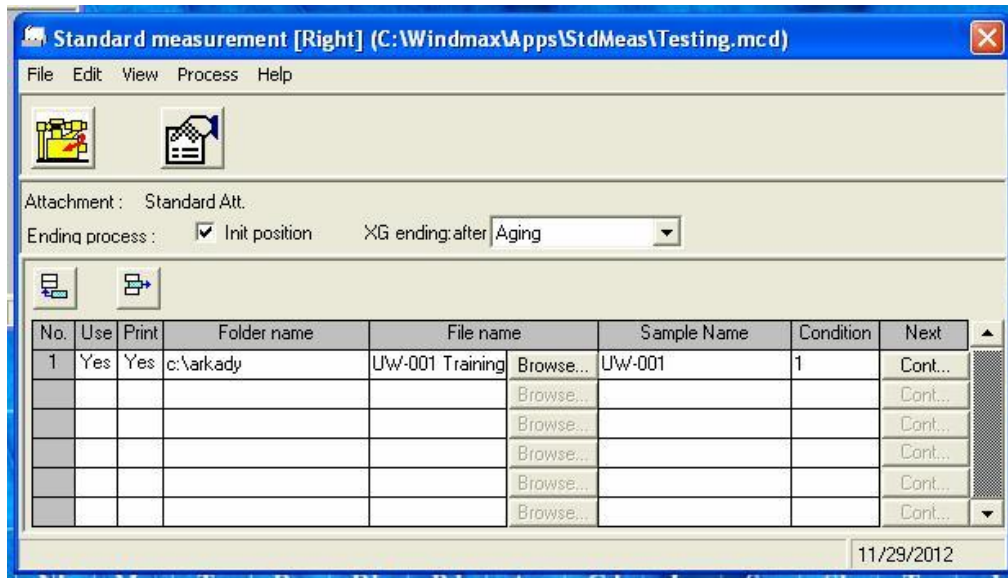 Standard measurement [Right] (C:\Windmax\Apps\StdMeas\Testing.mcd)
File Edit View Process Help
Attachment : Standard Att.
Ending process : Init position XG ending:after Aging
No. Use Print Folder name File name Sample Name Condition Next
1 Yes Yes c:\arkady UW-001 Training Browse... UW-001 1 Cont...
Browse... Cont...
Browse... Cont...
Browse... Cont...
Browse... Cont...
Browse... Cont...
11/29/2012